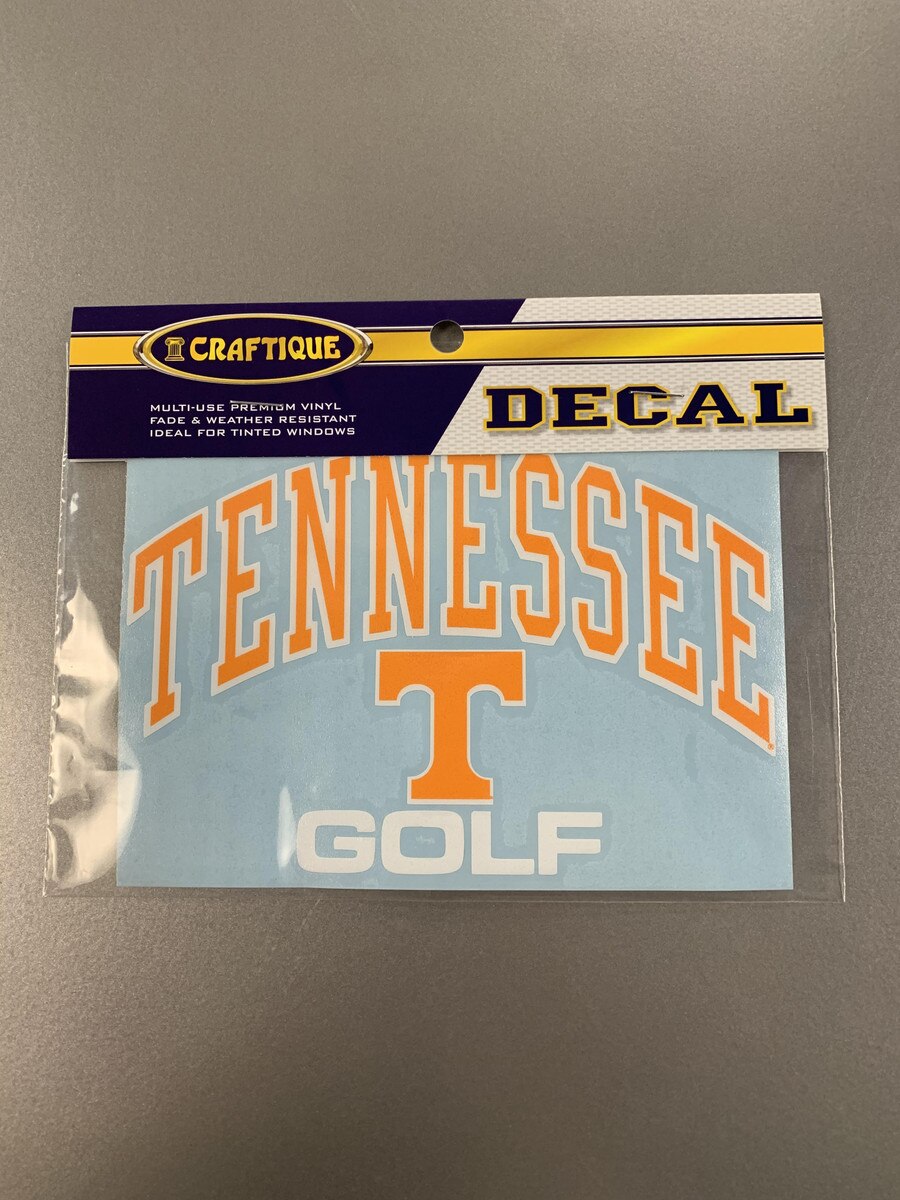 CRAFTIQUE
MULTI-USE PREMIUM VINYL
FADE & WEATHER RESISTANT
IDEAL FOR TINTED WINDOWS
DECAL
TENNESSEE
®
T
GOLF